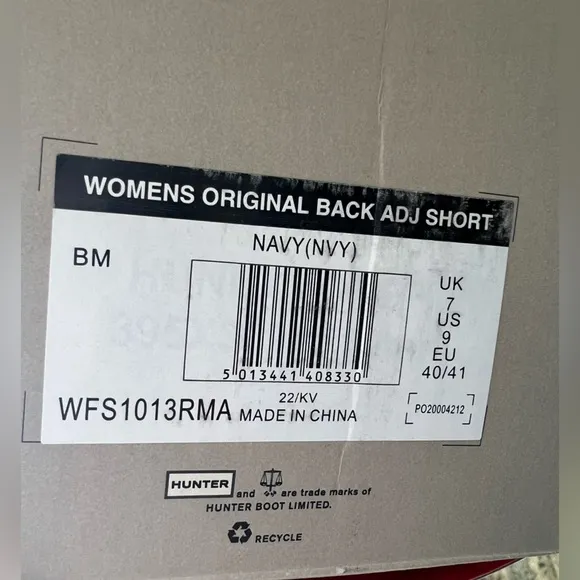 WOMENS ORIGINAL BACK ADJ SHORT
NAVY(NVY)
BM
UK
7
US
9
EU
40/41
5 013441 408330
22/KV
WFS1013RMA MADE IN CHINA
PO20004212
HUNTER and are trade marks of
HUNTER BOOT LIMITED.
RECYCLE